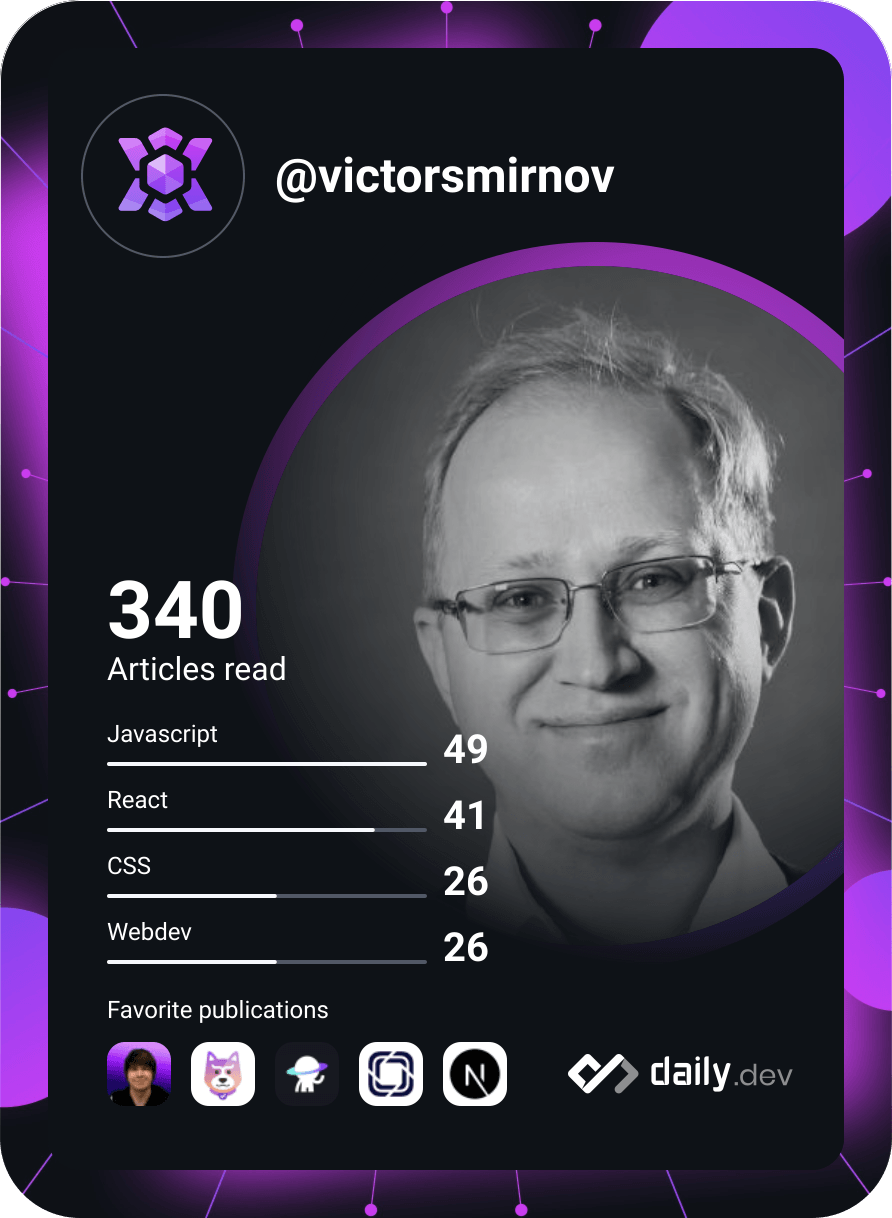 @victorsmirnov
340
Articles read
Javascript
49
React
41
CSS
26
Webdev
26
Favorite publications
N
daily.dev